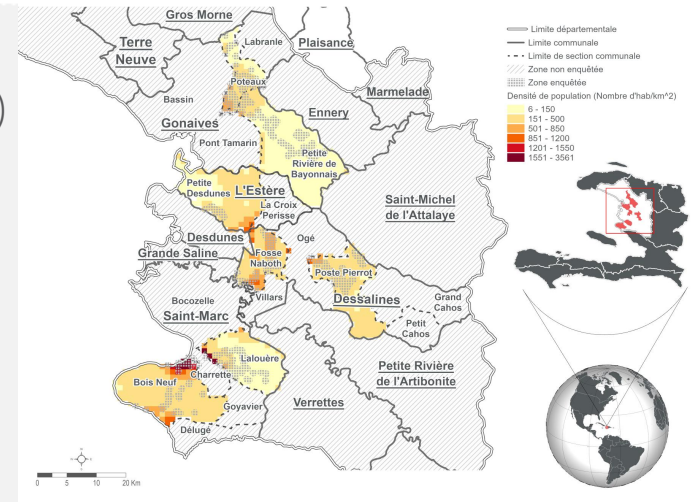 Gros Morne
Terre
Neuve
Labranle
Plaisance
Poteaux
Marmelade
Bassin
Ennery
Gonaives
Pont Tamarin
Petite
Rivière de
Bayonnais
Petite
Desdunes
L'Estère
La Croix
Perisse
Saint-Michel
de l'Attalaye
Desdunes
Ogé
Grande Saline
Fosse
Naboth
Poste Pierrot
Bocozelle
Villars
Dessalines
Grand
Cahos
Saint-Marc
Petit
Cahos
Lalouère
Petite Rivière
de l'Artibonite
Bois Neuf
Charrette
Goyavier
Verrettes
Délugé
0 5 10 20 Km
Limite départementale
Limite communale
Limite de section communale
Zone non enquêtée
Zone enquêtée
Densité de population (Nombre d'hab/km^2)
6 - 150
151 - 500
501 - 850
851 - 1200
1201 - 1550
1551 - 3561